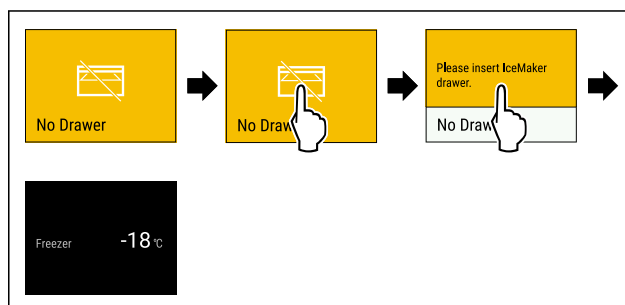 No Drawer
No Draw
Please insert IceMaker
drawer.
No Draw
Freezer -18 °C